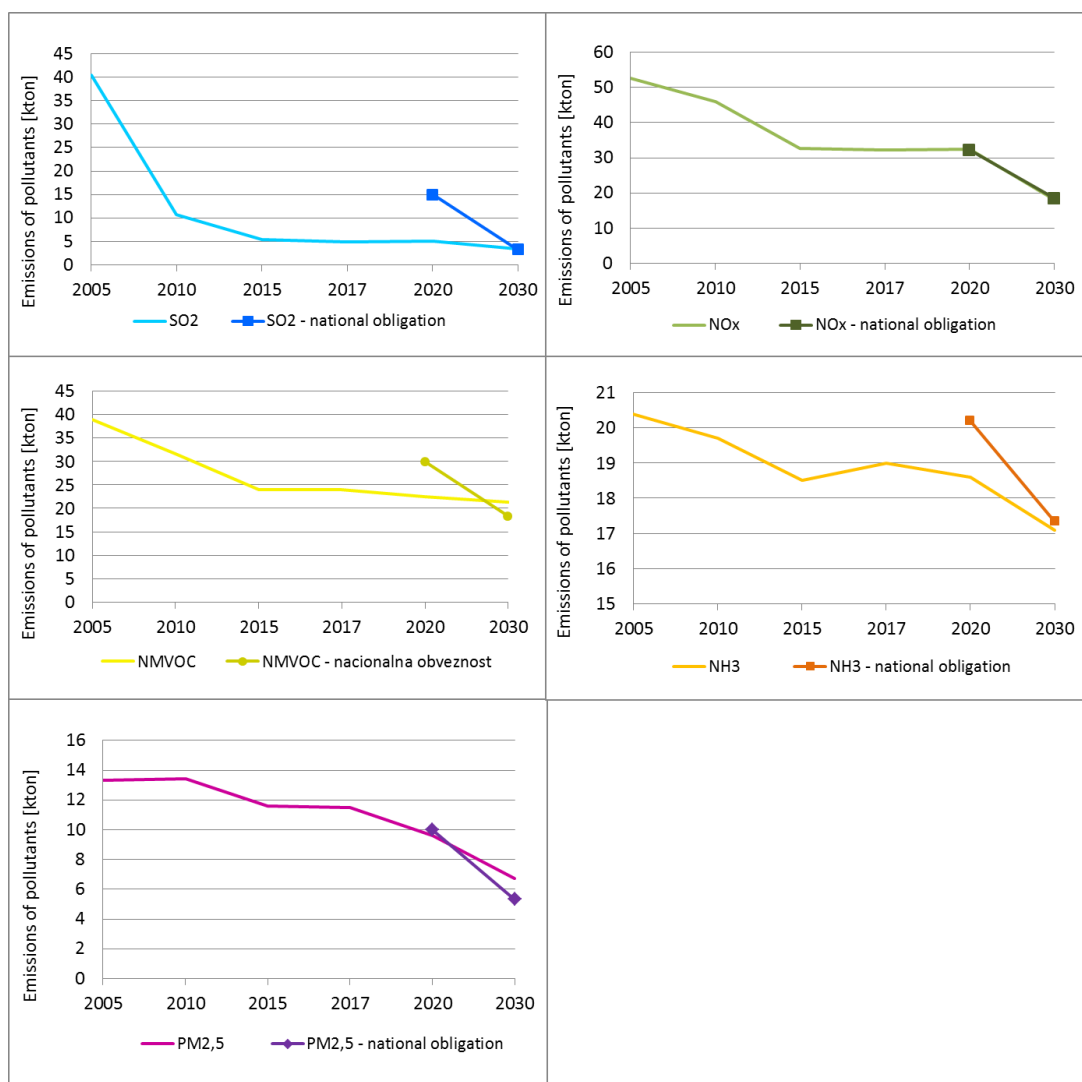 Emissions of pollutants [kton]
45
40
35
30
25
20
15
10
5
0
2005 2010 2015 2017 2020 2030
SO2 SO2 - national obligation
Emissions of pollutants [kton]
60
50
40
30
20
10
0
2005 2010 2015 2017 2020 2030
NOx NOx - national obligation
Emissions of pollutants [kton]
45
40
35
30
25
20
15
10
5
0
2005 2010 2015 2017 2020 2030
NMVOC NMVOC - nacionalna obveznost
Emissions of pollutants [kton]
21
20
19
18
17
16
15
2005 2010 2015 2017 2020 2030
NH3 NH3 - national obligation
Emissions of pollutants [kton]
16
14
12
10
8
6
4
2
0
2005 2010 2015 2017 2020 2030
PM2,5 PM2,5 - national obligation